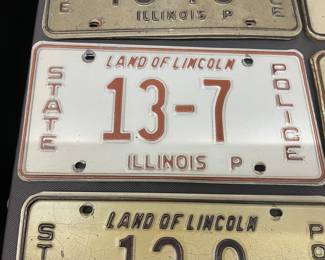 ILLINOIS P
LAND OF LINCOLN
STATE
13-7
POLICE
ILLINOIS P
LAND OF LINCOLN